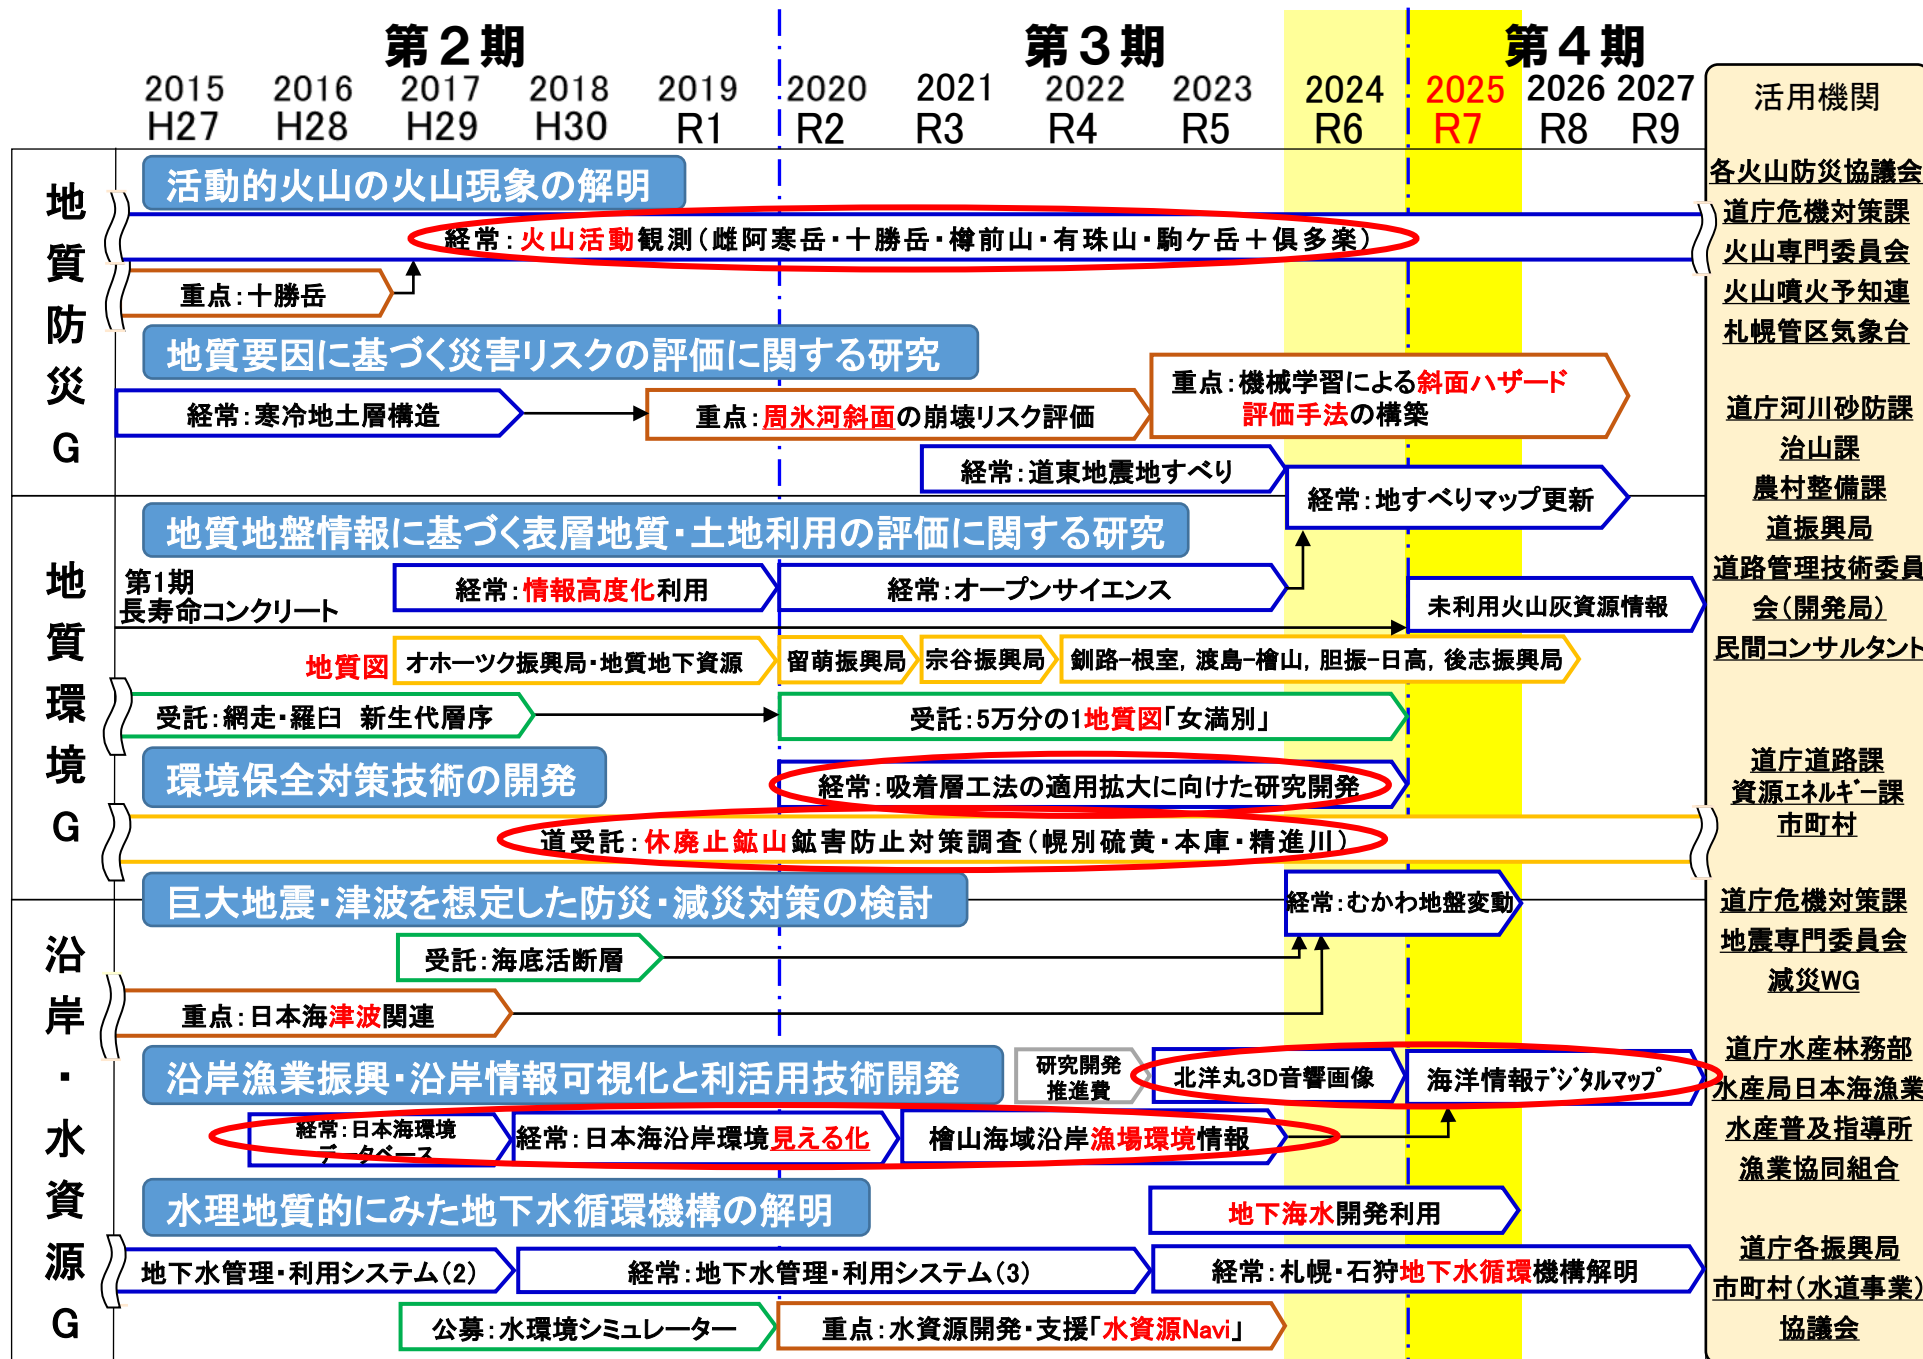 第2期
第3期
第4期
2015 2016 2017 2018 2019 2020 2021 2022 2023 2024 2025 2026 2027
H27 H28 H29 H30 R1 R2 R3 R4 R5 R6 R7 R8 R9
活用機関
地質防災G
活動的火山の火山現象の解明
経常：火山活動観測（雌阿寒岳・十勝岳・樽前山・有珠山・駒ケ岳＋倶多楽）
重点：十勝岳
地質要因に基づく災害リスクの評価に関する研究
経常：寒冷地土層構造
重点：周氷河斜面の崩壊リスク評価
重点：機械学習による斜面ハザード
評価手法の構築
経常：道東地震地すべり
経常：地すべりマップ更新
地質環境G
地質地盤情報に基づく表層地質・土地利用の評価に関する研究
第1期
長寿命コンクリート
経常：情報高度化利用
経常：オープンサイエンス
未利用火山灰資源情報
地質図
オホーツク振興局・地質地下資源
留萌振興局
宗谷振興局
釧路-根室，渡島-檜山，胆振-日高，後志振興局
受託：網走・羅臼　新生代層序
受託：5万分の1地質図「女満別」
環境保全対策技術の開発
経常：吸着層工法の適用拡大に向けた研究開発
道受託：休廃止鉱山鉱害防止対策調査（幌別硫黄・本庫・精進川）
沿岸・水資源G
巨大地震・津波を想定した防災・減災対策の検討
経常：むかわ地盤変動
受託：海底活断層
重点：日本海津波関連
沿岸漁業振興・沿岸情報可視化と利活用技術開発
研究開発
推進費
北洋丸3D音響画像
海洋情報デジタルマップ
経常：日本海環境
データベース
経常：日本海沿岸環境見える化
檜山海域沿岸漁場環境情報
水理地質的にみた地下水循環機構の解明
地下海水開発利用
地下水管理・利用システム（2）
経常：地下水管理・利用システム（3）
経常：札幌・石狩地下水循環機構解明
公募：水環境シミュレーター
重点：水資源開発・支援「水資源Navi」
各火山防災協議会
道庁危機対策課
火山専門委員会
火山噴火予知連
札幌管区気象台
道庁河川砂防課
治山課
農村整備課
道振興局
道路管理技術委員
会（開発局）
民間コンサルタント
道庁道路課
資源エネルギー課
市町村
道庁危機対策課
地震専門委員会
減災WG
道庁水産林務部
水産局日本海漁業
水産普及指導所
漁業協同組合
道庁各振興局
市町村（水道事業）
協議会